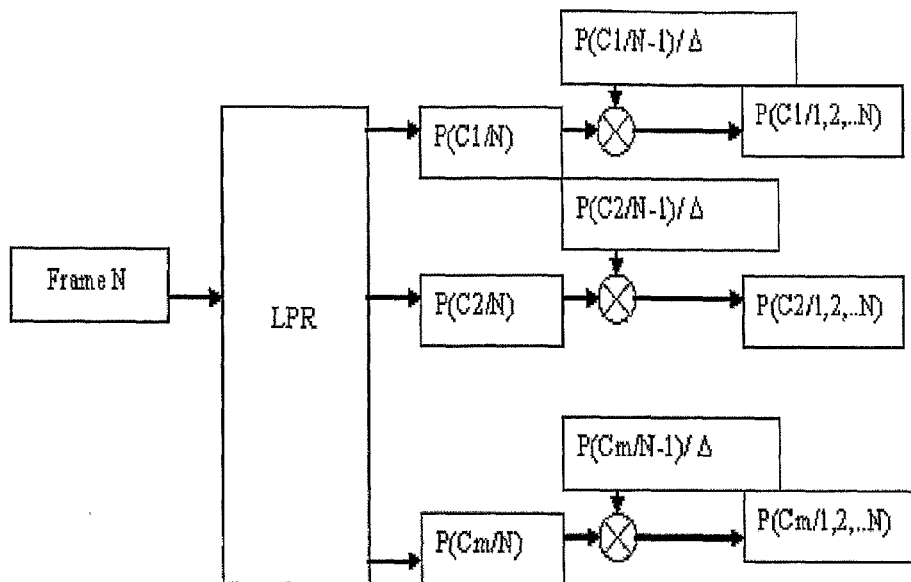 P(C1/N-1)/ Δ
P(C1/N)
P(C1/1,2,..N)
P(C2/N-1)/ Δ
Frame N
LPR
P(C2/N)
P(C2/1,2,..N)
P(Cm/N-1)/ Δ
P(Cm/N)
P(Cm/1,2,..N)